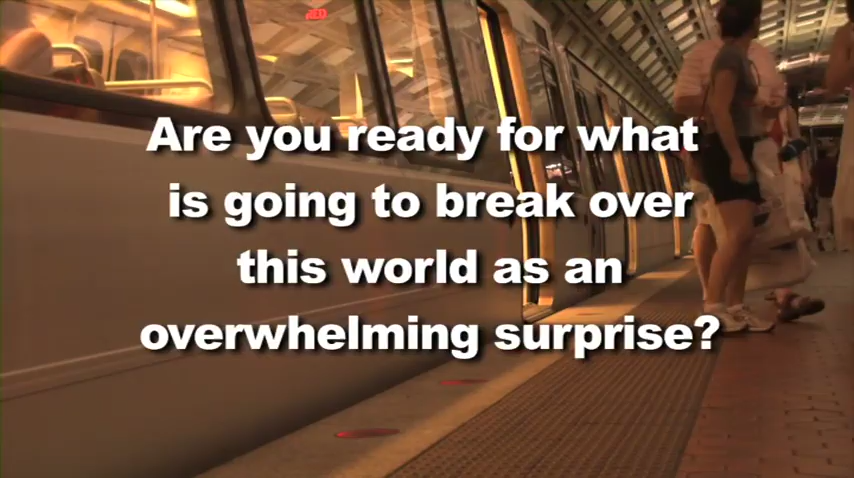 Are you ready for what
is going to break over
this world as an
overwhelming surprise?